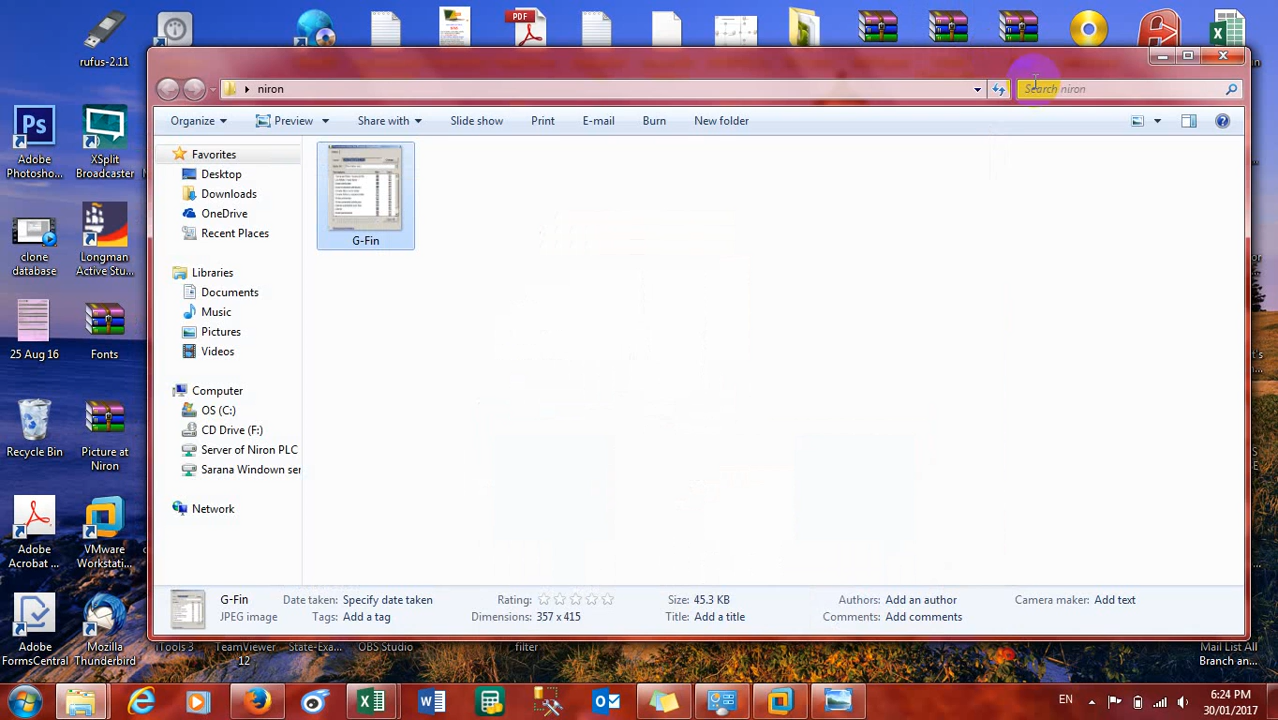 rufus-2.11
niron
Search niron
Organize
Preview
Share with
Slide show
Print
E-mail
Burn
New folder
Favorites
Desktop
Downloads
OneDrive
Recent Places
Libraries
Documents
Music
Pictures
Videos
Computer
OS (C:)
CD Drive (F:)
Server of Niron PLC
Sarana Windown ser
Network
G-Fin
G-Fin
JPEG image
Date taken: Specify date taken
Tags: Add a tag
Rating:
Dimensions: 357 x 415
Size: 45.3 KB
Title: Add a title
Authors: Add an author
Comments: Add comments
Camera maker: Add text
PDF
Ps
Adobe
Photosho...
XSplit
Broadcaster
clone
database
Longman
Active Stu...
25 Aug 16
Fonts
Recycle Bin
Picture at
Niron
Adobe
Acrobat ...
VMware
Workstati...
Adobe
FormsCentral
Mozilla
Thunderbird
iTools 3
TeamViewer
12
State-Exa...
OBS Studio
filter
Mail List All
Branch an...
EN
6:24 PM
30/01/2017